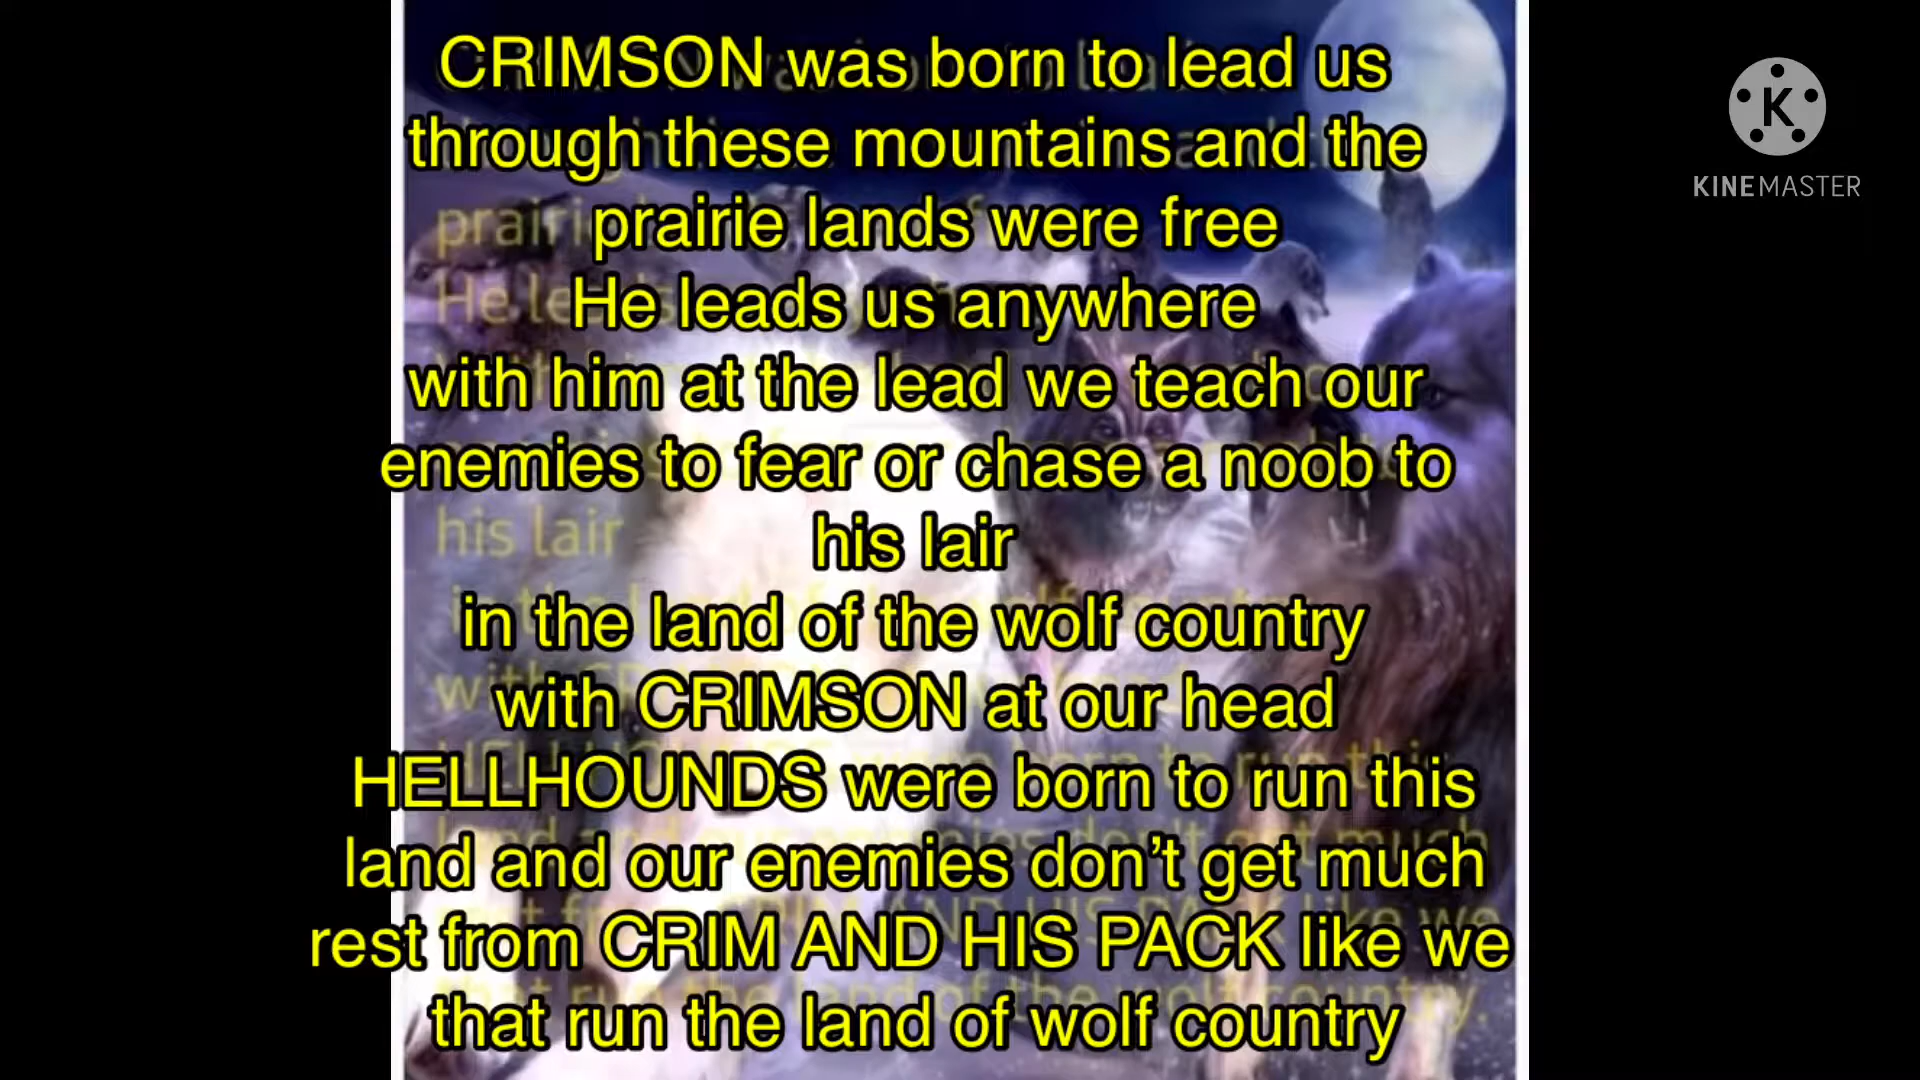 CRIMSON was born to lead us
through these mountains and the
prairie lands were free
He leads us anywhere
with him at the lead we teach our
enemies to fear or chase a noob to
his lair
in the land of the wolf country
with CRIMSON at our head
HELLHOUNDS were born to run this
land and our enemies don't get much
rest from CRIM AND HIS PACK like we
that run the land of wolf country
K
KINEMASTER